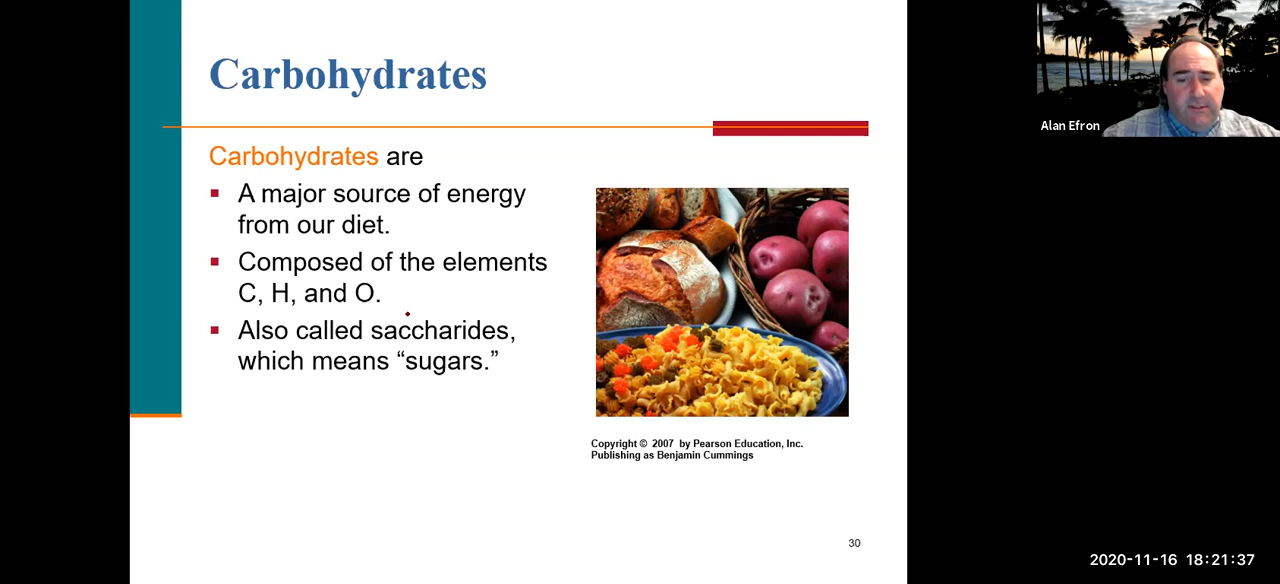 Carbohydrates
Carbohydrates are
A major source of energy
from our diet.
Composed of the elements
C, H, and O.
Also called saccharides,
which means “sugars.”
Copyright © 2007 by Pearson Education, Inc.
Publishing as Benjamin Cummings
30
Alan Efron
2020-11-16 18:21:37